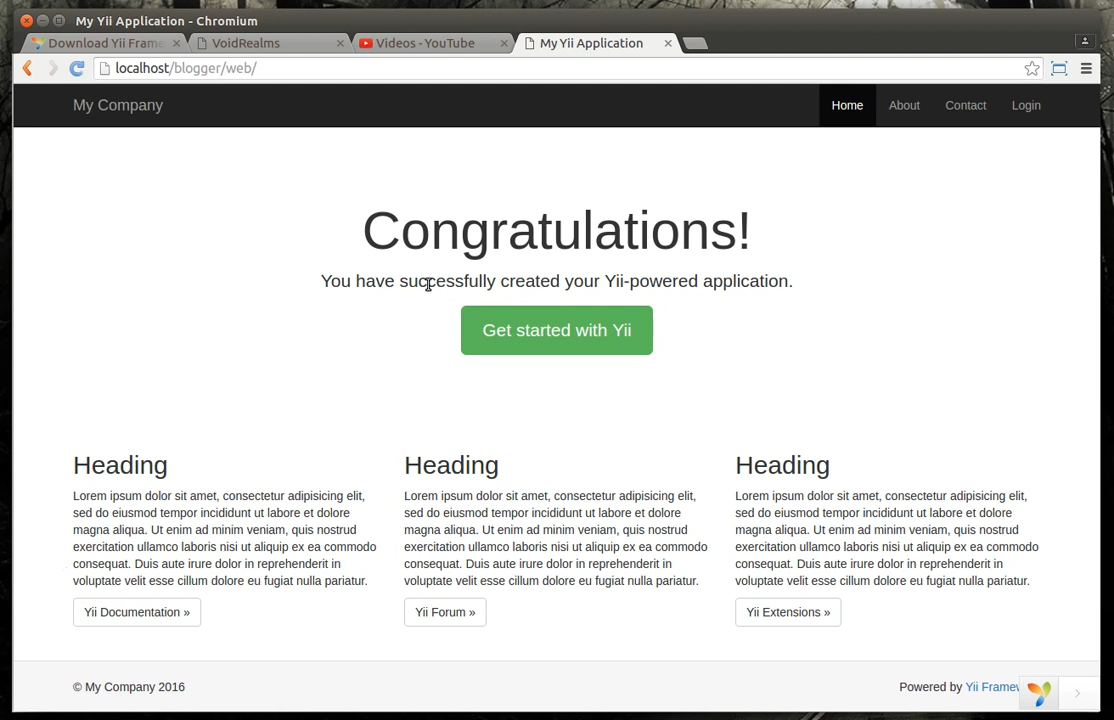 My Yii Application - Chromium
Download Yii Frame
VoidRealms
Videos - YouTube
My Yii Application
localhost/blogger/web/
My Company
Home
About
Contact
Login
Congratulations!
You have successfully created your Yii-powered application.
Get started with Yii
Heading
Lorem ipsum dolor sit amet, consectetur adipisicing elit,
sed do eiusmod tempor incididunt ut labore et dolore
magna aliqua. Ut enim ad minim veniam, quis nostrud
exercitation ullamco laboris nisi ut aliquip ex ea commodo
consequat. Duis aute irure dolor in reprehenderit in
voluptate velit esse cillum dolore eu fugiat nulla pariatur.
Yii Documentation »
Heading
Lorem ipsum dolor sit amet, consectetur adipisicing elit,
sed do eiusmod tempor incididunt ut labore et dolore
magna aliqua. Ut enim ad minim veniam, quis nostrud
exercitation ullamco laboris nisi ut aliquip ex ea commodo
consequat. Duis aute irure dolor in reprehenderit in
voluptate velit esse cillum dolore eu fugiat nulla pariatur.
Yii Forum »
Heading
Lorem ipsum dolor sit amet, consectetur adipisicing elit,
sed do eiusmod tempor incididunt ut labore et dolore
magna aliqua. Ut enim ad minim veniam, quis nostrud
exercitation ullamco laboris nisi ut aliquip ex ea commodo
consequat. Duis aute irure dolor in reprehenderit in
voluptate velit esse cillum dolore eu fugiat nulla pariatur.
Yii Extensions »
© My Company 2016
Powered by Yii Framew